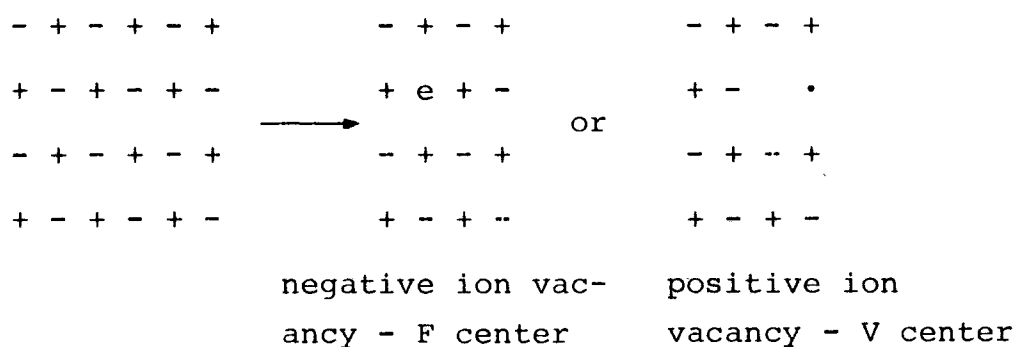 - + - + - + - + - + - + - +
+ - + - + - + e + - + - •
or
- + - + - + - + - + - + -- +
+ - + - + - + - + -- + - + -
negative ion vac- positive ion
ancy - F center vacancy - V center